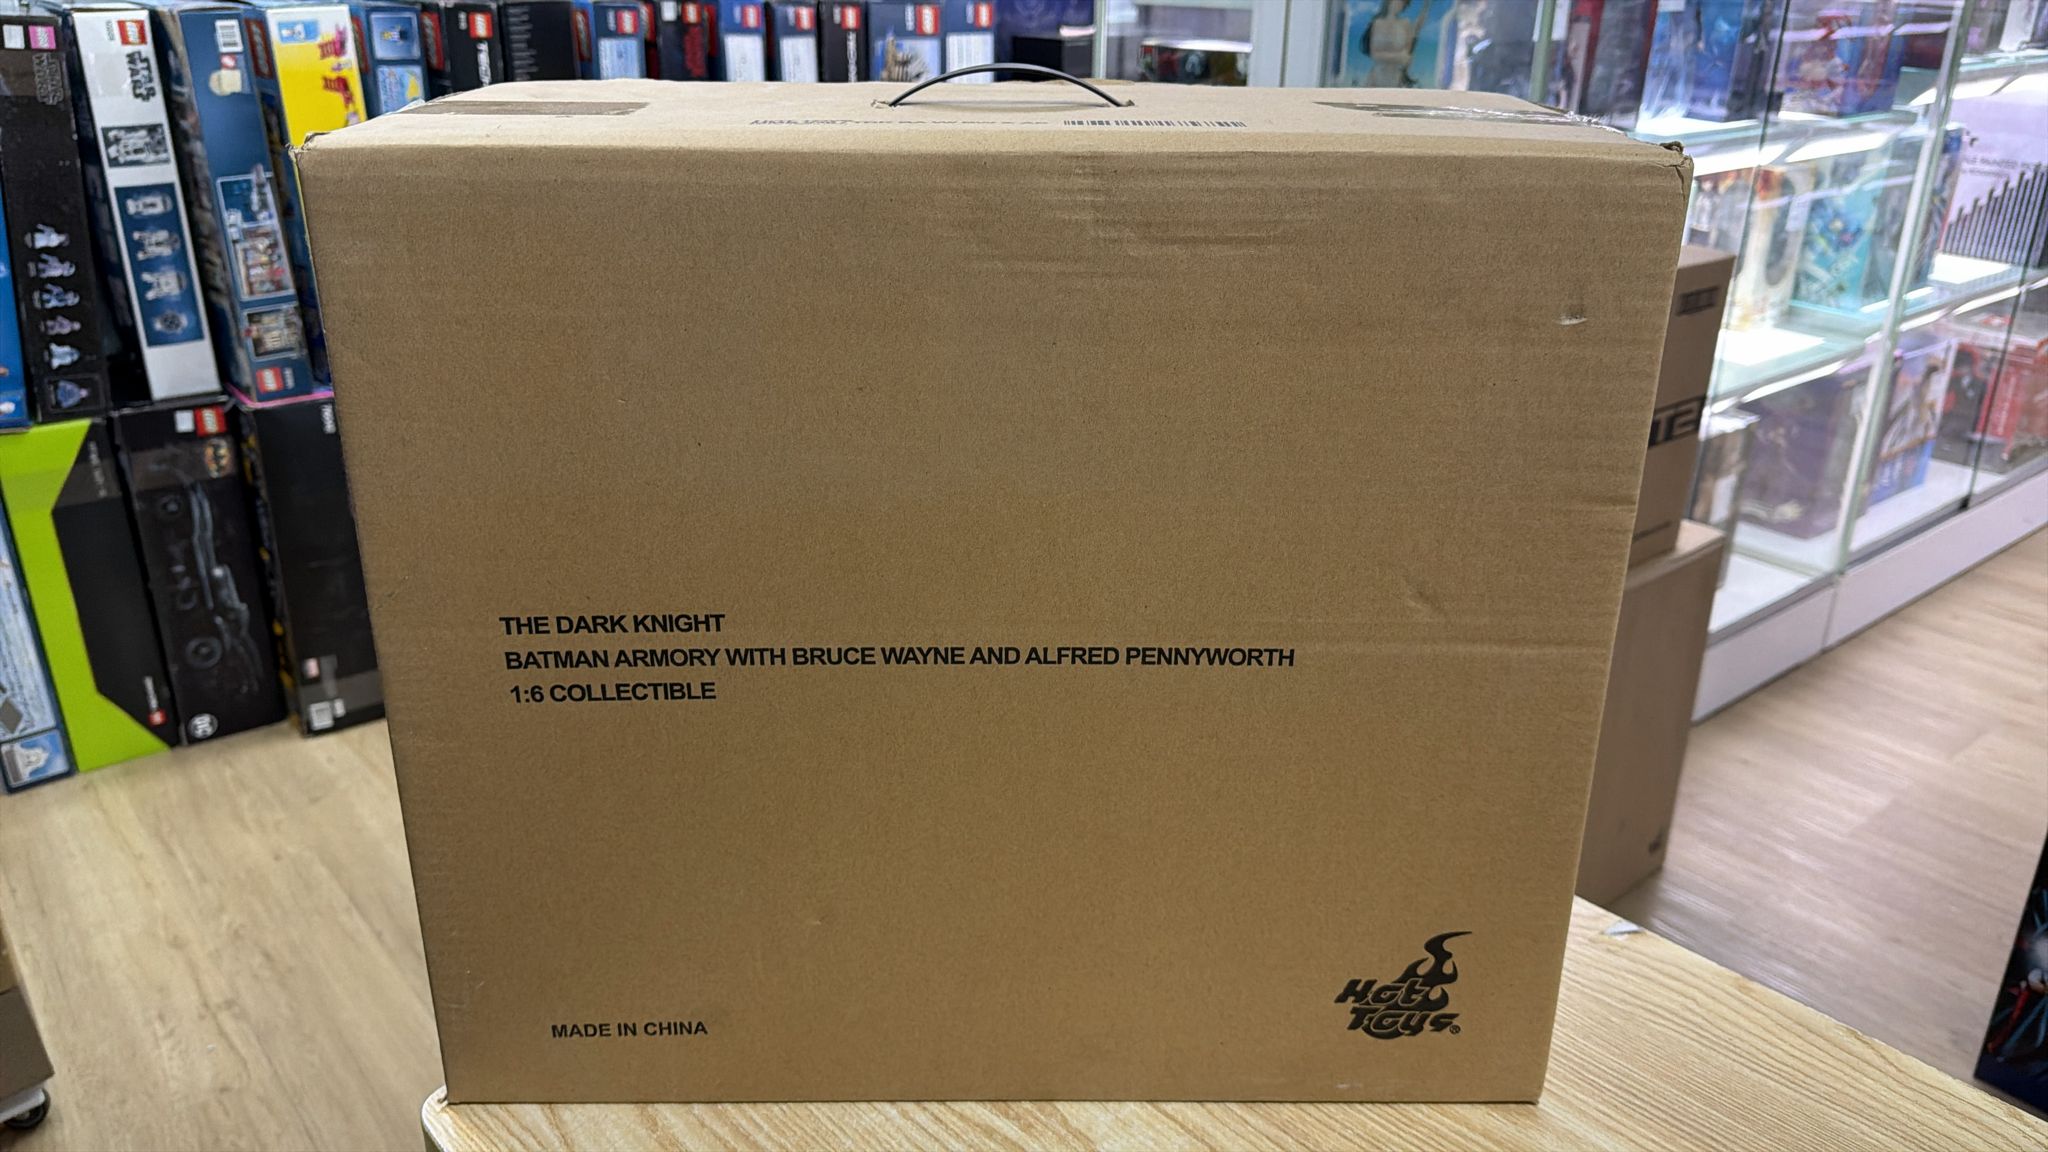 THE DARK KNIGHT
BATMAN ARMORY WITH BRUCE WAYNE AND ALFRED PENNYWORTH
1:6 COLLECTIBLE
MADE IN CHINA
Hot
Toys®